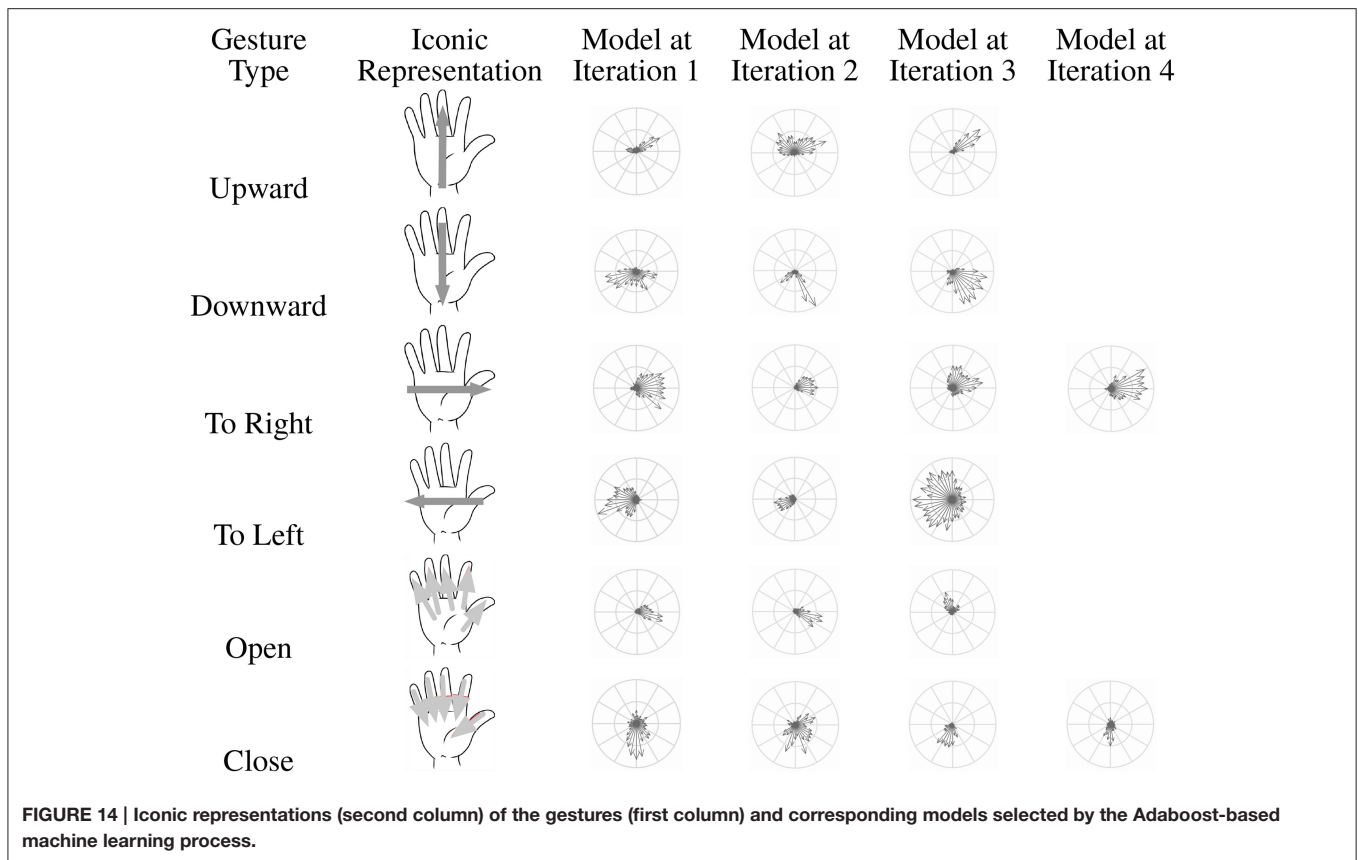 Gesture Type
Iconic Representation
Model at Iteration 1
Model at Iteration 2
Model at Iteration 3
Model at Iteration 4
Upward
Downward
To Right
To Left
Open
Close
FIGURE 14 | Iconic representations (second column) of the gestures (first column) and corresponding models selected by the Adaboost-based
machine learning process.